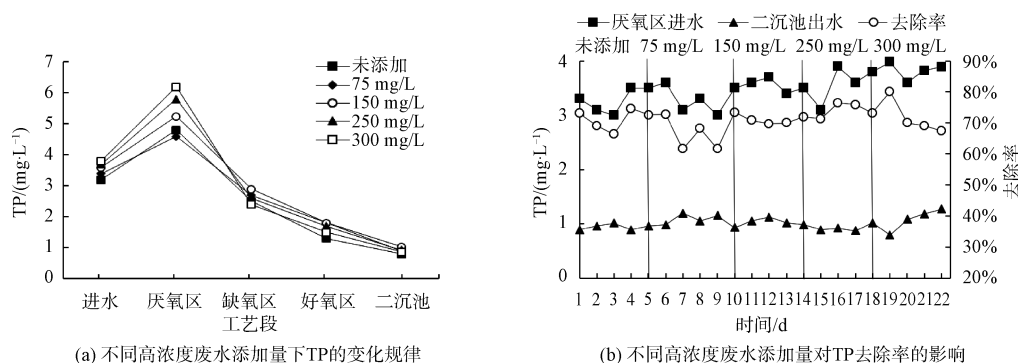 7
6
5
4
3
2
1
0
TP/(mg·L⁻¹)
未添加
75 mg/L
150 mg/L
250 mg/L
300 mg/L
进水 厌氧区 缺氧区 好氧区 二沉池
工艺段
(a) 不同高浓度废水添加量下TP的变化规律
厌氧区进水 二沉池出水 去除率
未添加 75 mg/L 150 mg/L 250 mg/L 300 mg/L
4
3
2
1
0
TP/(mg·L⁻¹)
90%
80%
70%
60%
50%
40%
30%
20%
去除率
1 2 3 4 5 6 7 8 9 10 11 12 13 14 15 16 17 18 19 20 21 22
时间/d
(b) 不同高浓度废水添加量对TP去除率的影响